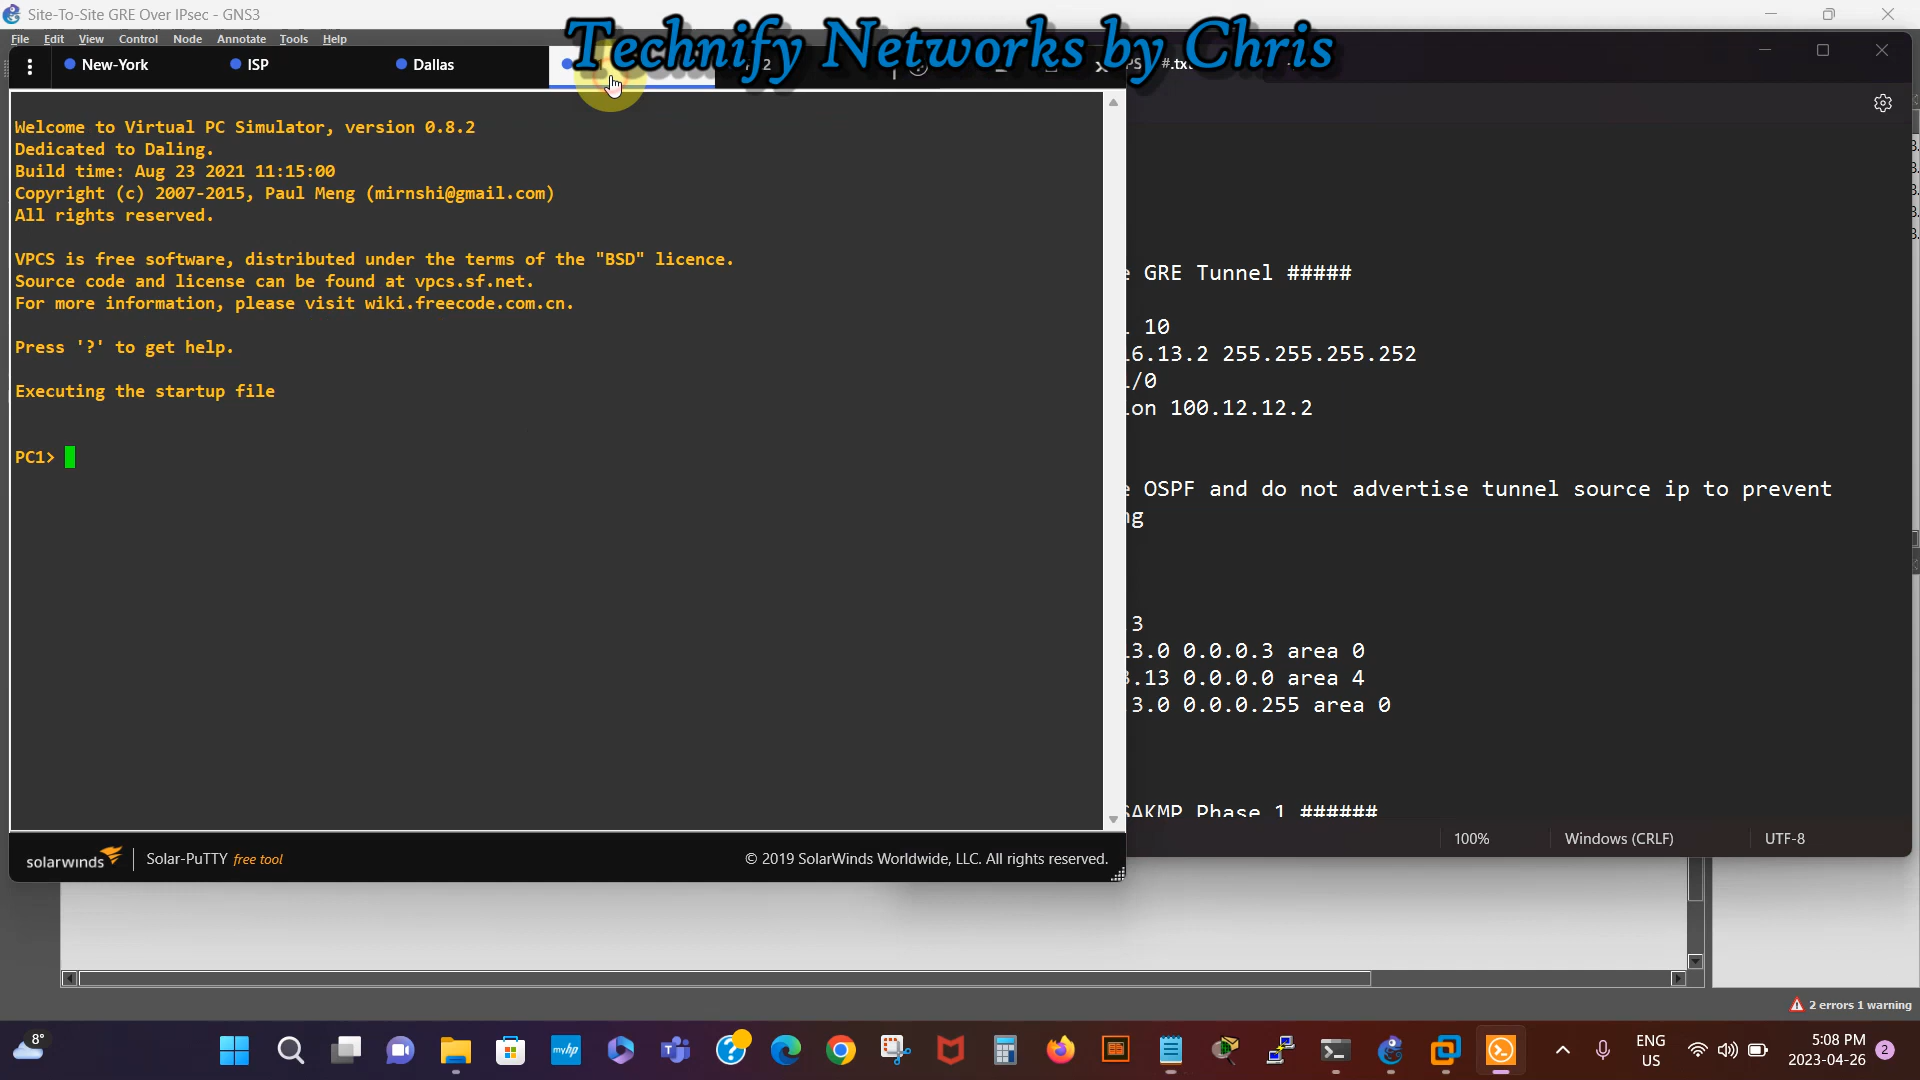 Site-To-Site GRE Over IPsec - GNS3
Technify Networks by Chris
File Edit View Control Node Annotate Tools Help
New-York
ISP
Dallas
2
#.txt
Welcome to Virtual PC Simulator, version 0.8.2
Dedicated to Daling.
Build time: Aug 23 2021 11:15:00
Copyright (c) 2007-2015, Paul Meng (mirnshi@gmail.com)
All rights reserved.
VPCS is free software, distributed under the terms of the "BSD" licence.
Source code and license can be found at vpcs.sf.net.
For more information, please visit wiki.freecode.com.cn.
Press '?' to get help.
Executing the startup file
PC1>
GRE Tunnel #####
10
16.13.2 255.255.255.252
1/0
on 100.12.12.2
OSPF and do not advertise tunnel source ip to prevent
3
13.0 0.0.0.3 area 0
.13 0.0.0.0 area 4
3.0 0.0.0.255 area 0
SAKMP Phase 1 ######
100%
Windows (CRLF)
UTF-8
solarwinds
Solar-PuTTY free tool
© 2019 SolarWinds Worldwide, LLC. All rights reserved.
2 errors 1 warning
8°
myhp
ENG
US
5:08 PM
2023-04-26
2